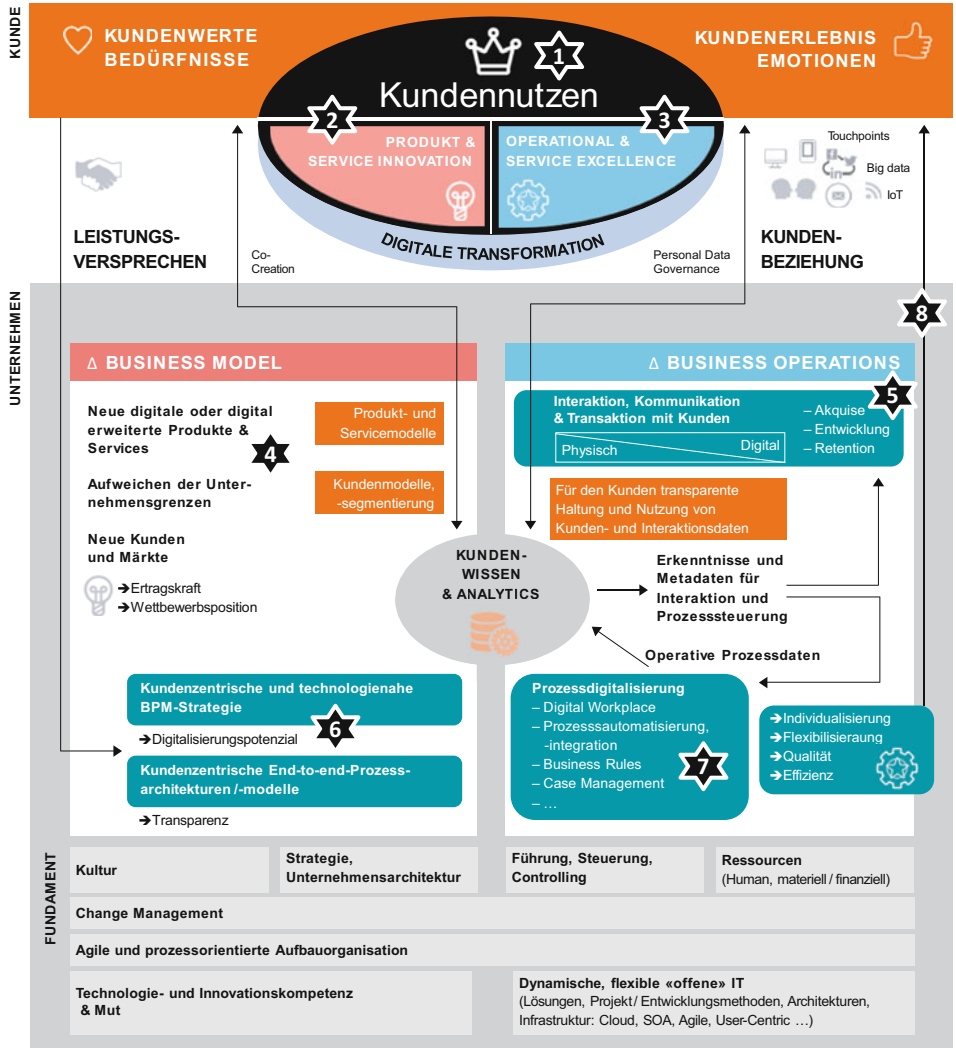 KUNDE
KUNDENWERTE
BEDÜRFNISSE
1
Kundennutzen
KUNDENERLEBNIS
EMOTIONEN
2
PRODUKT &
SERVICE INNOVATION
3
OPERATIONAL &
SERVICE EXCELLENCE
DIGITALE TRANSFORMATION
Touchpoints
in
Big data
IoT
LEISTUNGS-
VERSPRECHEN
Co-
Creation
Personal Data
Governance
KUNDEN-
BEZIEHUNG
UNTERNEHMEN
8
Δ BUSINESS MODEL
Neue digitale oder digital
erweiterte Produkte &
Services
4
Produkt- und
Servicemodelle
Aufweichen der Unter-
nehmensgrenzen
Kundenmodelle,
-segmentierung
Neue Kunden
und Märkte
➔Ertragskraft
➔Wettbewerbsposition
Δ BUSINESS OPERATIONS
5
Interaktion, Kommunikation
& Transaktion mit Kunden
Physisch
Digital
– Akquise
– Entwicklung
– Retention
Für den Kunden transparente
Haltung und Nutzung von
Kunden- und Interaktionsdaten
KUNDEN-
WISSEN
& ANALYTICS
Erkenntnisse und
Metadaten für
Interaktion und
Prozesssteuerung
Operative Prozessdaten
Kundenzentrische und technologienahe
BPM-Strategie
6
➔Digitalisierungspotenzial
Kundenzentrische End-to-end-Prozess-
architekturen /-modelle
➔Transparenz
Prozessdigitalisierung
– Digital Workplace
– Prozesssautomatisierung,
-integration
– Business Rules
– Case Management
– …
7
➔Individualisierung
➔Flexibilisieraung
➔Qualität
➔Effizienz
FUNDAMENT
Kultur
Strategie,
Unternehmensarchitektur
Führung, Steuerung,
Controlling
Ressourcen
(Human, materiell / finanziell)
Change Management
Agile und prozessorientierte Aufbauorganisation
Technologie- und Innovationskompetenz
& Mut
Dynamische, flexible «offene» IT
(Lösungen, Projekt / Entwicklungsmethoden, Architekturen,
Infrastruktur: Cloud, SOA, Agile, User-Centric …)